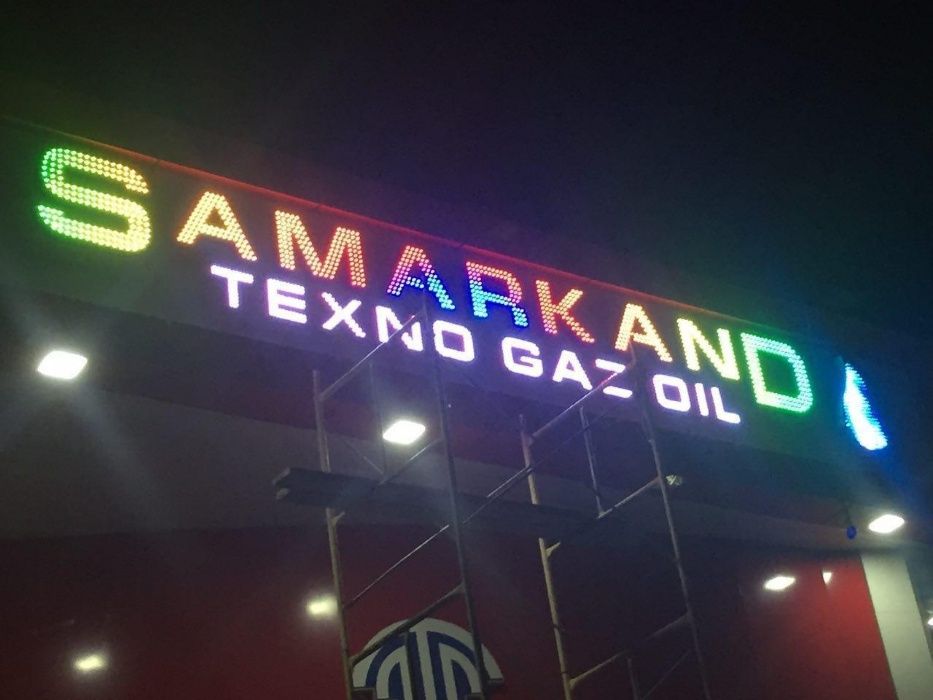 SAMARKAND
TEXNO GAZ OIL